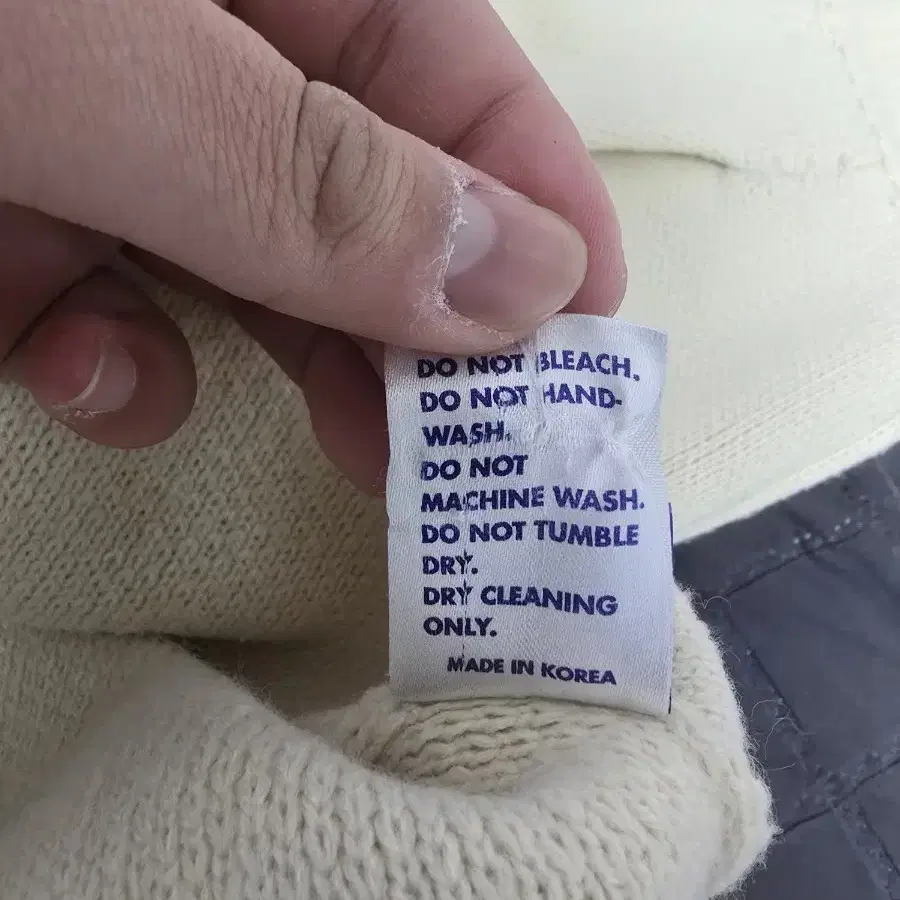 DO NOT BLEACH.
DO NOT HAND-
WASH.
DO NOT
MACHINE WASH.
DO NOT TUMBLE
DRY.
DRY CLEANING
ONLY.
MADE IN KOREA